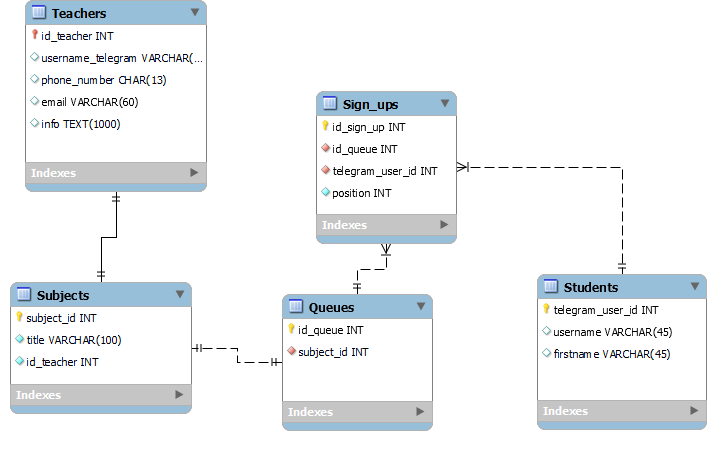 Teachers
id_teacher INT
username_telegram VARCHAR(...
phone_number CHAR(13)
email VARCHAR(60)
info TEXT(1000)
Indexes
Sign_ups
id_sign_up INT
id_queue INT
telegram_user_id INT
position INT
Indexes
Subjects
subject_id INT
title VARCHAR(100)
id_teacher INT
Indexes
Queues
id_queue INT
subject_id INT
Indexes
Students
telegram_user_id INT
username VARCHAR(45)
firstname VARCHAR(45)
Indexes